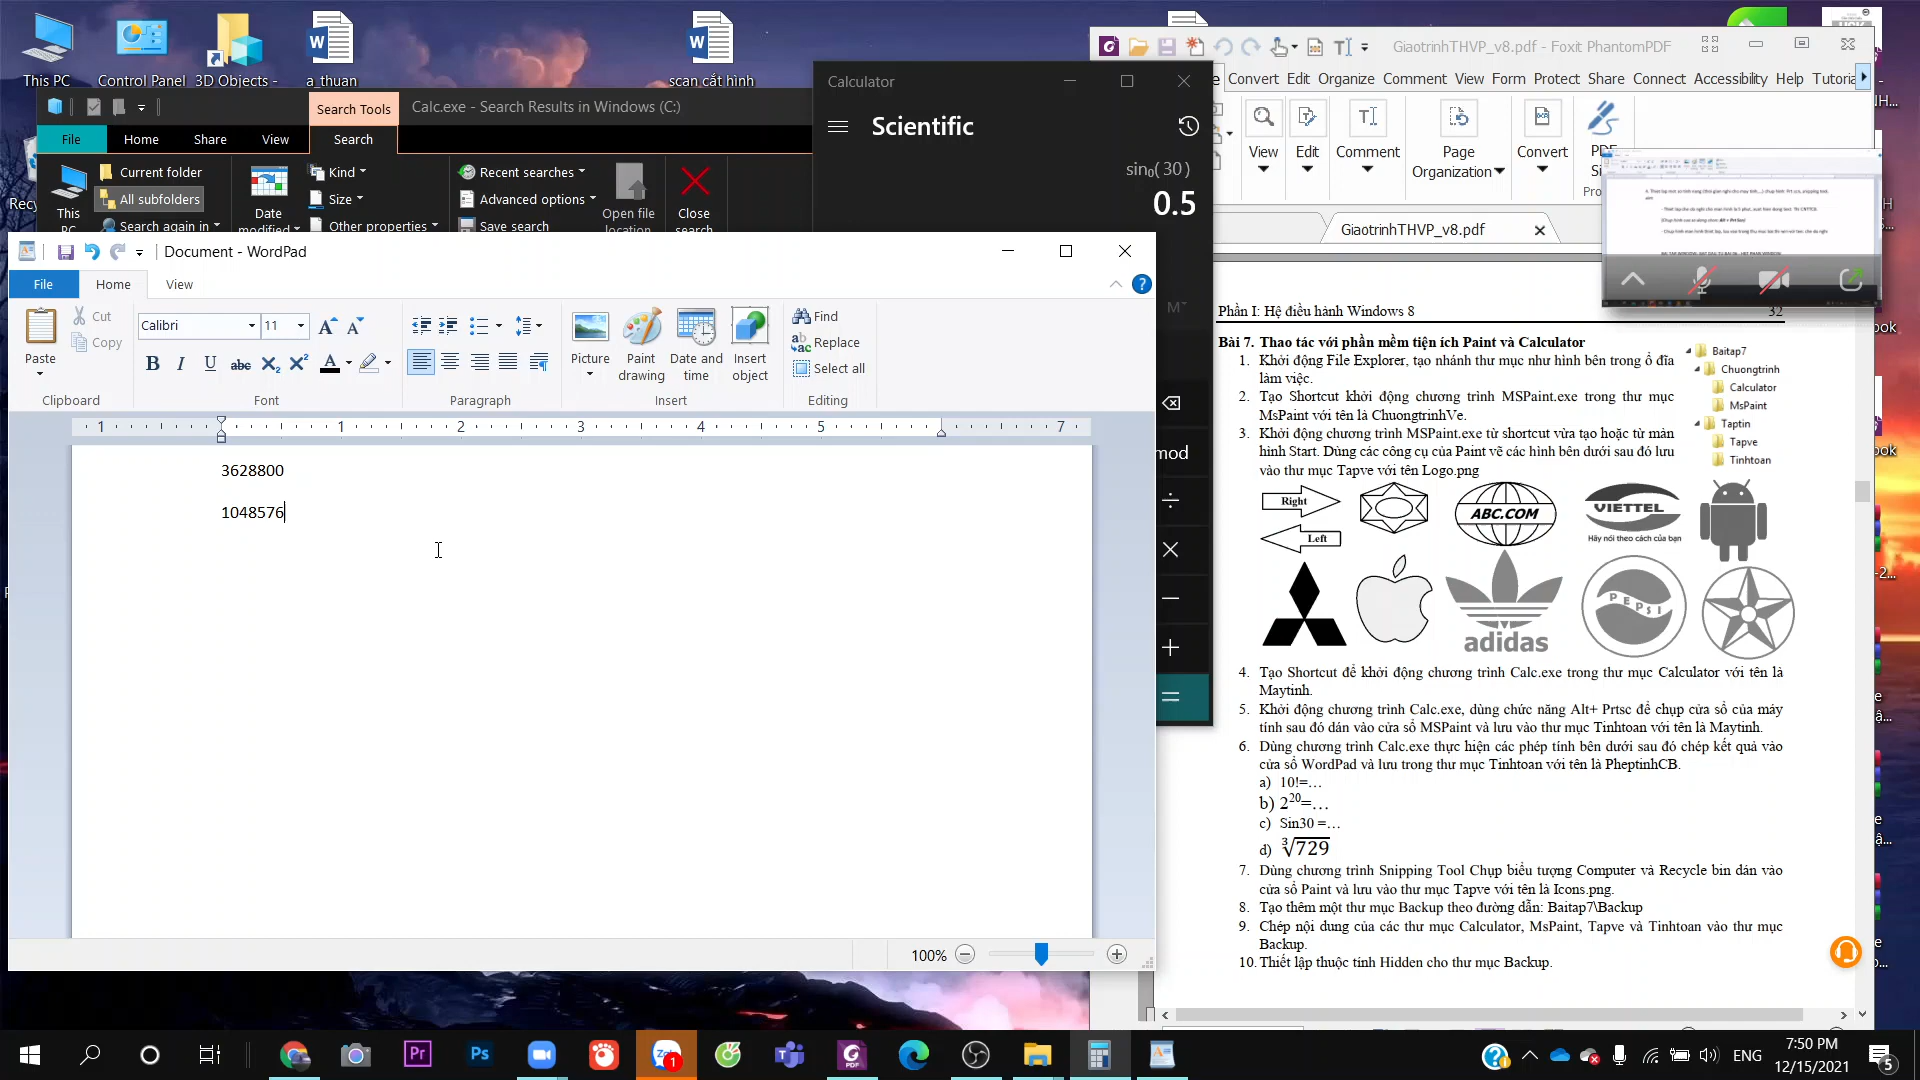 This PC
Control Panel
3D Objects -
a_thuan
scan cắt hình
Calc.exe - Search Results in Windows (C:)
Search Tools
File
Home
Share
View
Search
Current folder
All subfolders
Search again in
This
PC
Date
modified
Kind
Size
Other properties
Recent searches
Advanced options
Save search
Open file
location
Close
search
Calculator
Scientific
sin₀( 30 )
0.5
mod
Document - WordPad
File
Home
View
Paste
Cut
Copy
Clipboard
Calibri
11
Font
Paragraph
Picture
Paint
drawing
Date and
time
Insert
object
Insert
Find
Replace
Select all
Editing
1 1 2 3 4 5 7
3628800
1048576
100%
GiaotrinhTHVP_v8.pdf - Foxit PhantomPDF
Convert Edit Organize Comment View Form Protect Share Connect Accessibility Help Tutoria
View
Edit
Comment
Page
Organization
Convert
GiaotrinhTHVP_v8.pdf
Phần I: Hệ điều hành Windows 8 32
Bài 7. Thao tác với phần mềm tiện ích Paint và Calculator
1. Khởi động File Explorer, tạo nhánh thư mục như hình bên trong ổ đĩa
làm việc.
2. Tạo Shortcut khởi động chương trình MSPaint.exe trong thư mục
MsPaint với tên là ChuongtrinhVe.
3. Khởi động chương trình MSPaint.exe từ shortcut vừa tạo hoặc từ màn
hình Start. Dùng các công cụ của Paint vẽ các hình bên dưới sau đó lưu
vào thư mục Tapve với tên Logo.png
Baitap7
Chuongtrinh
Calculator
MsPaint
Taptin
Tapve
Tinhtoan
Right
Left
ABC.COM
VIETTEL
Hãy nói theo cách của bạn
adidas
PEPSI
4. Tạo Shortcut để khởi động chương trình Calc.exe trong thư mục Calculator với tên là
Maytinh.
5. Khởi động chương trình Calc.exe, dùng chức năng Alt+ Prtsc để chụp cửa sổ của máy
tính sau đó dán vào cửa sổ MSPaint và lưu vào thư mục Tinhtoan với tên là Maytinh.
6. Dùng chương trình Calc.exe thực hiện các phép tính bên dưới sau đó chép kết quả vào
cửa sổ WordPad và lưu trong thư mục Tinhtoan với tên là PheptinhCB.
a) 10!=…
b) 2²⁰=…
c) Sin30 =…
d) ∛729
7. Dùng chương trình Snipping Tool Chụp biểu tượng Computer và Recycle bin dán vào
cửa sổ Paint và lưu vào thư mục Tapve với tên là Icons.png.
8. Tạo thêm một thư mục Backup theo đường dẫn: Baitap7\Backup
9. Chép nội dung của các thư mục Calculator, MsPaint, Tapve và Tinhtoan vào thư mục
Backup.
10. Thiết lập thuộc tính Hidden cho thư mục Backup.
ENG
7:50 PM
12/15/2021
5